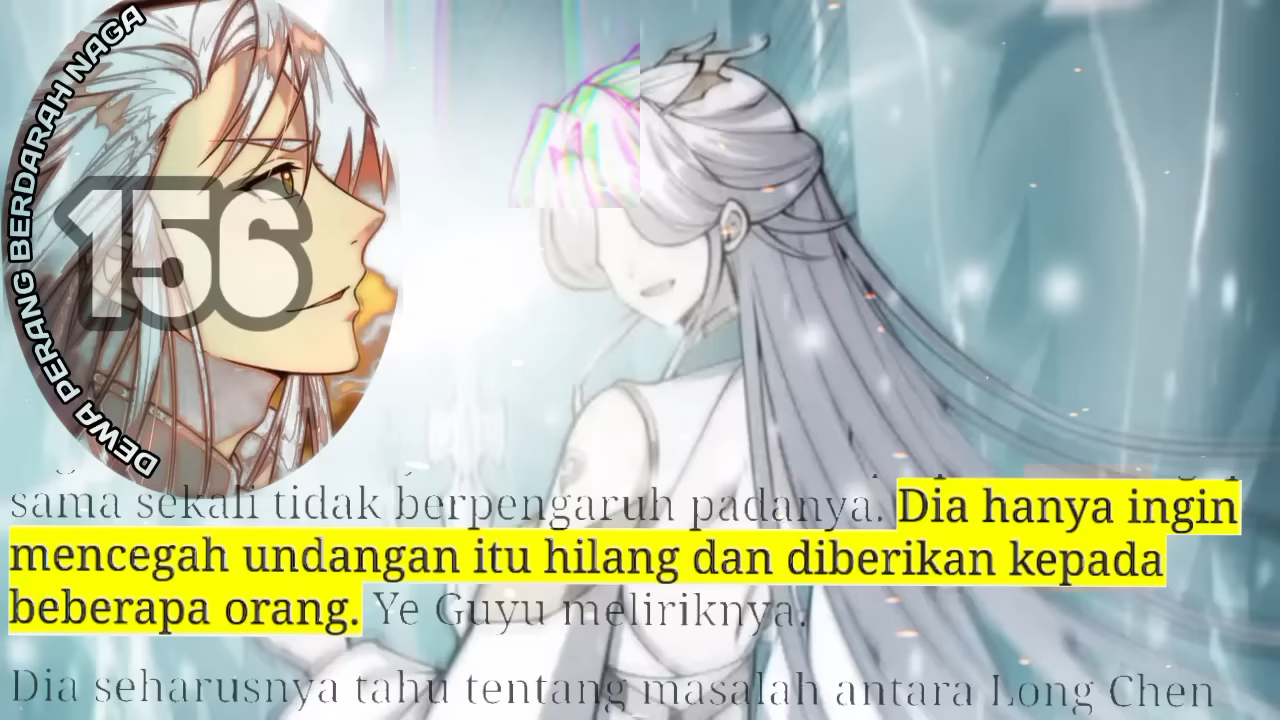 DEWA PERANG BERDARAH NAGA
156
sama sekali tidak berpengaruh padanya. Dia hanya ingin
mencegah undangan itu hilang dan diberikan kepada
beberapa orang. Ye Guyu meliriknya.
Dia seharusnya tahu tentang masalah antara Long Chen